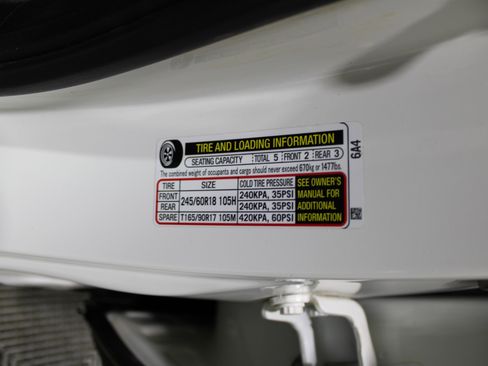 TIRE AND LOADING INFORMATION
SEATING CAPACITY TOTAL 5 FRONT 2 REAR 3
The combined weight of occupants and cargo should never exceed 670kg or 1477lbs.
TIRE SIZE COLD TIRE PRESSURE SEE OWNER'S MANUAL FOR ADDITIONAL INFORMATION
FRONT 245/60R18 105H 240KPA, 35PSI
REAR 240KPA, 35PSI
SPARE T165/90R17 105M 420KPA, 60PSI
6A4